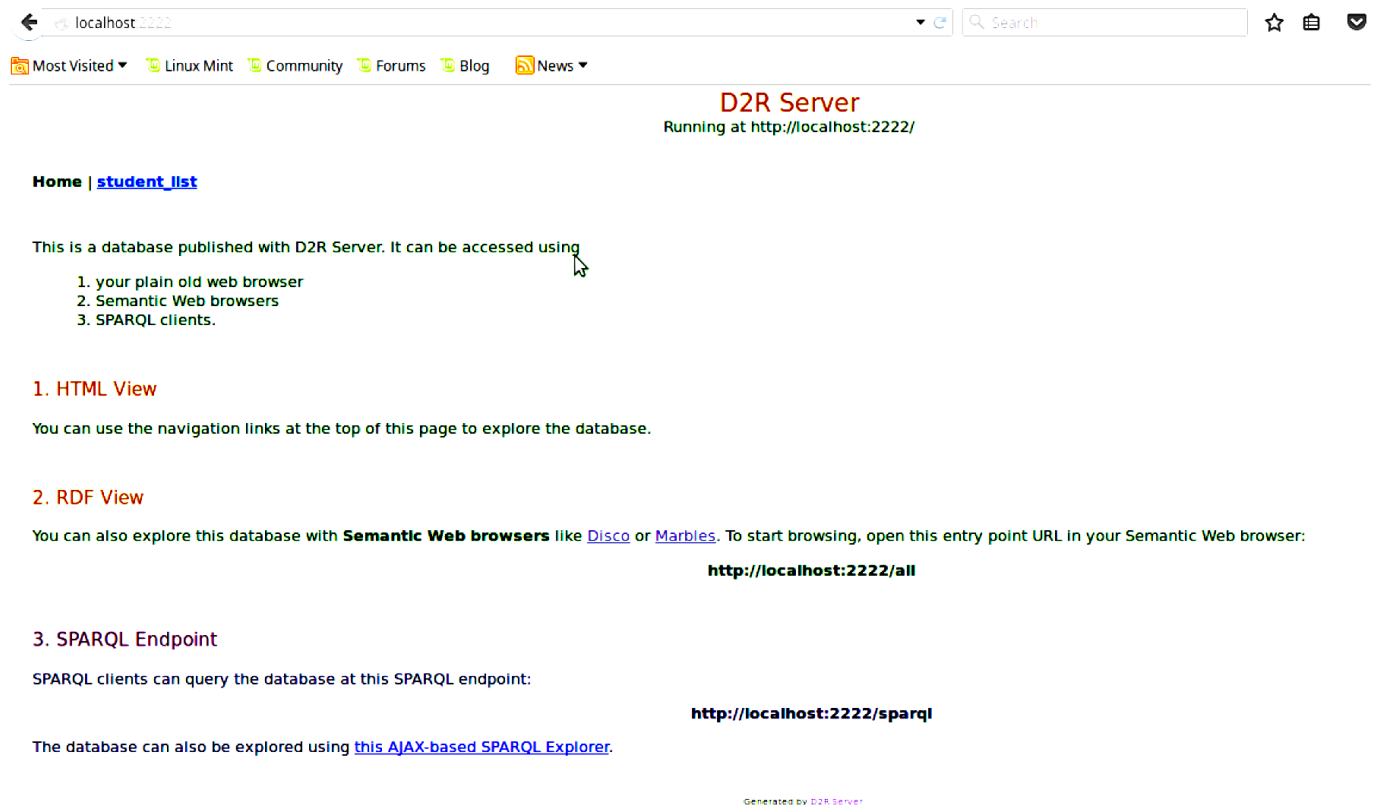 localhost:2222
Search
Most Visited Linux Mint Community Forums Blog News
D2R Server
Running at http://localhost:2222/
Home | student_list
This is a database published with D2R Server. It can be accessed using
1. your plain old web browser
2. Semantic Web browsers
3. SPARQL clients.
1. HTML View
You can use the navigation links at the top of this page to explore the database.
2. RDF View
You can also explore this database with Semantic Web browsers like Disco or Marbles. To start browsing, open this entry point URL in your Semantic Web browser:
http://localhost:2222/all
3. SPARQL Endpoint
SPARQL clients can query the database at this SPARQL endpoint:
http://localhost:2222/sparql
The database can also be explored using this AJAX-based SPARQL Explorer.
Generated by D2R Server